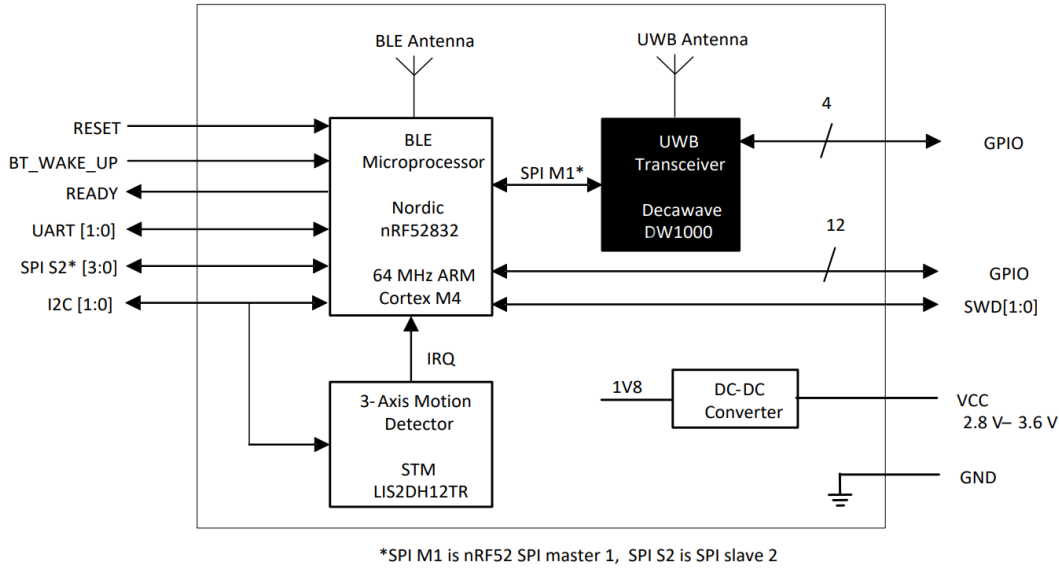 BLE Antenna
UWB Antenna
RESET
BT_WAKE_UP
READY
UART [1:0]
SPI S2* [3:0]
I2C [1:0]
BLE
Microprocessor
Nordic
nRF52832
64 MHz ARM
Cortex M4
SPI M1*
UWB
Transceiver
Decawave
DW1000
4
GPIO
12
GPIO
SWD[1:0]
IRQ
3-Axis Motion
Detector
STM
LIS2DH12TR
1V8
DC-DC
Converter
VCC
2.8 V– 3.6 V
GND
*SPI M1 is nRF52 SPI master 1, SPI S2 is SPI slave 2